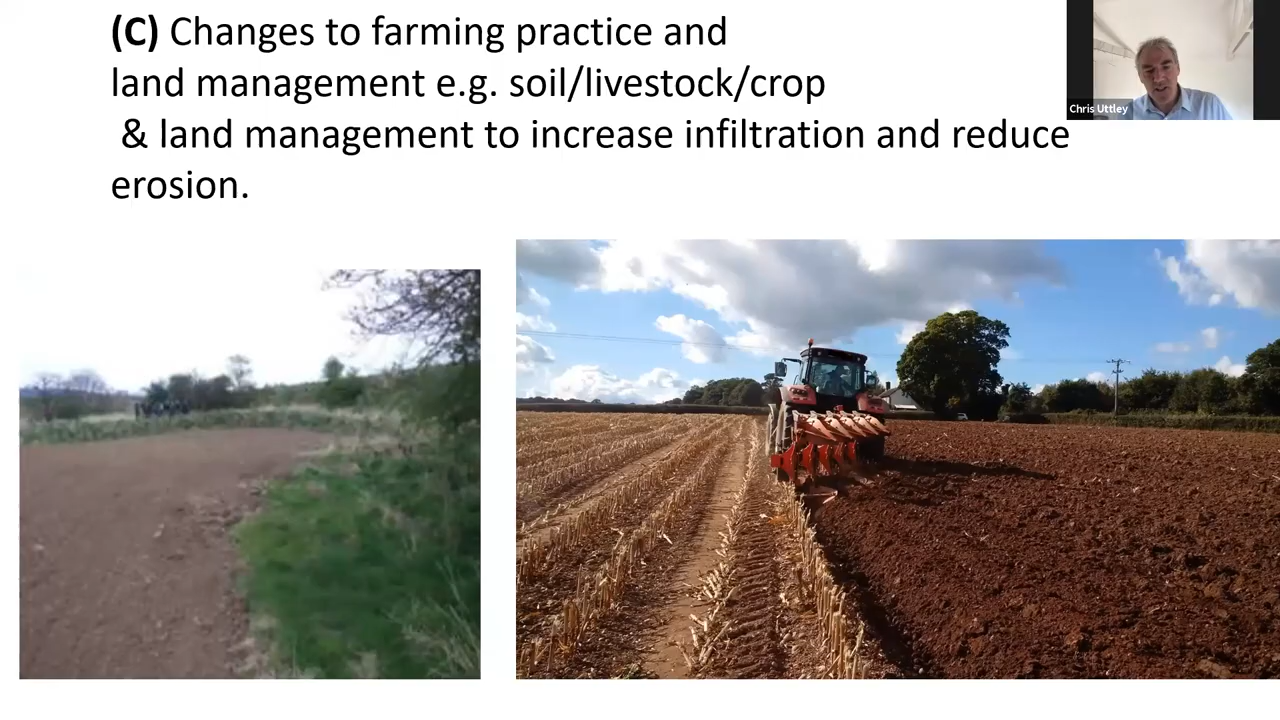 (C) Changes to farming practice and
land management e.g. soil/livestock/crop
& land management to increase infiltration and reduce
erosion.
Chris Uttley